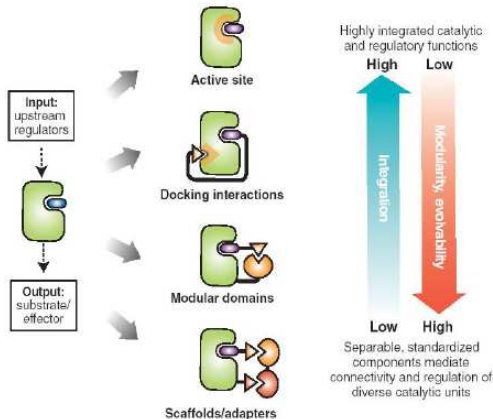 Input:
upstream
regulators
Output:
substrate/
effector
Active site
Docking interactions
Modular domains
Scaffolds/adapters
Highly integrated catalytic
and regulatory functions
High Low
Integration
Modularity, evolvability
Low High
Separable, standardized
components mediate
connectivity and regulation of
diverse catalytic units